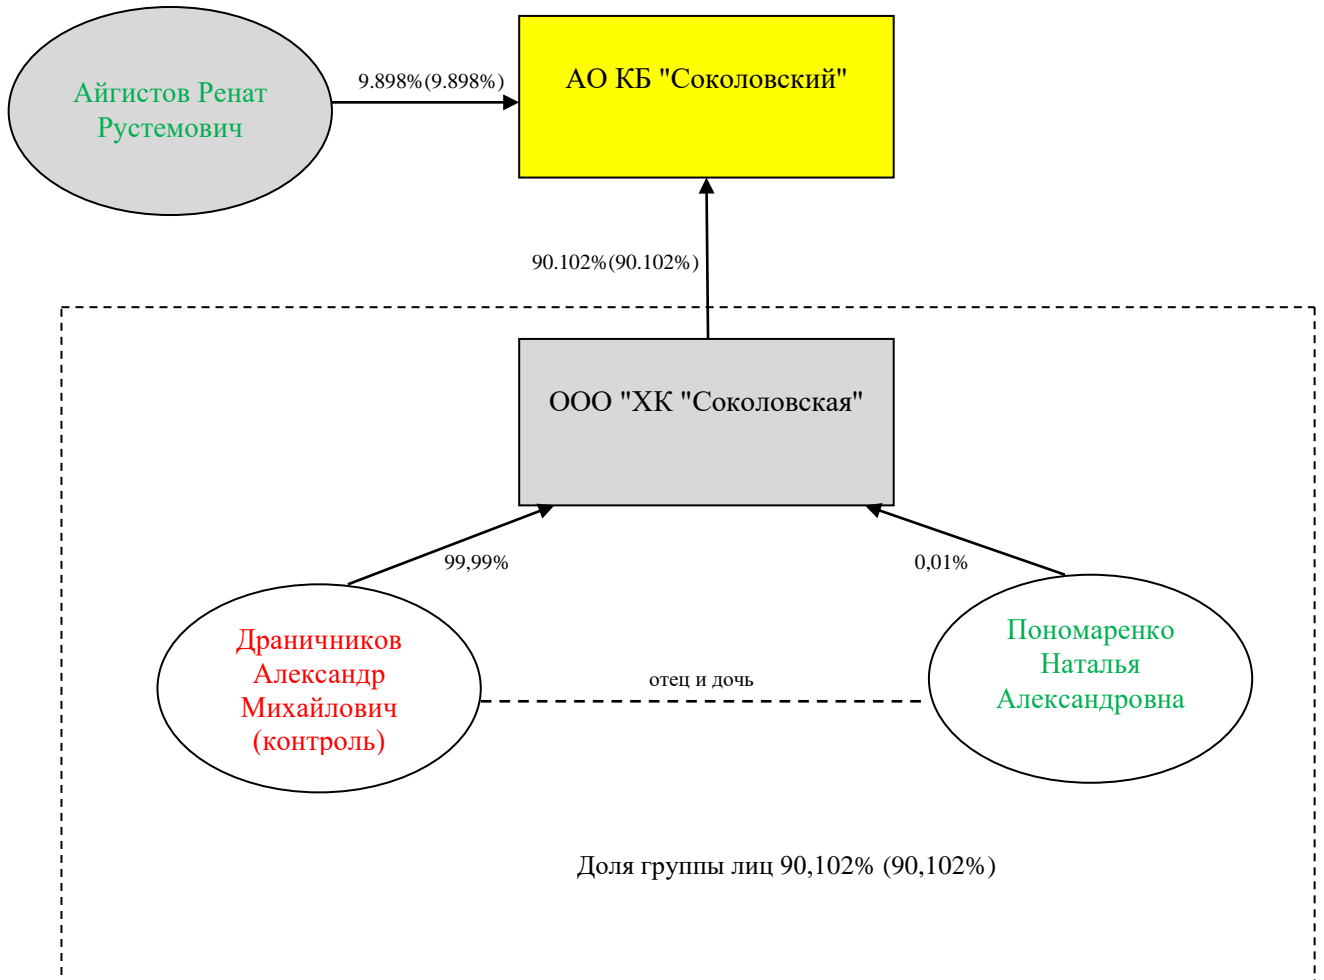 Айгистов Ренат
Рустемович
9.898%(9.898%)
АО КБ "Соколовский"
90.102%(90.102%)
ООО "ХК "Соколовская"
99,99%
0,01%
Драничников
Александр
Михайлович
(контроль)
отец и дочь
Пономаренко
Наталья
Александровна
Доля группы лиц 90,102% (90,102%)